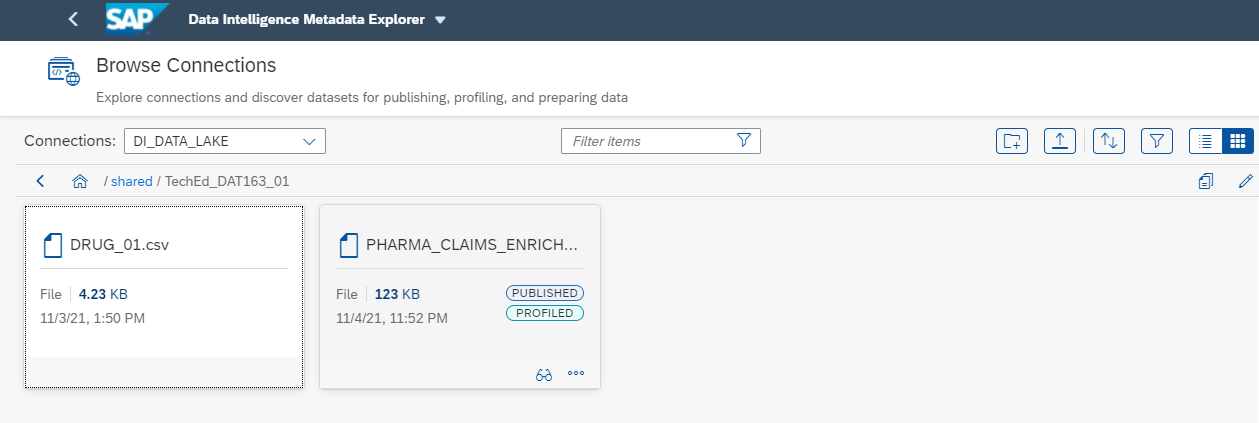 SAP Data Intelligence Metadata Explorer
Browse Connections
Explore connections and discover datasets for publishing, profiling, and preparing data
Connections: DI_DATA_LAKE Filter items
/ shared / TechEd_DAT163_01
DRUG_01.csv
File 4.23 KB
11/3/21, 1:50 PM
PHARMA_CLAIMS_ENRICH...
File 123 KB PUBLISHED
11/4/21, 11:52 PM PROFILED